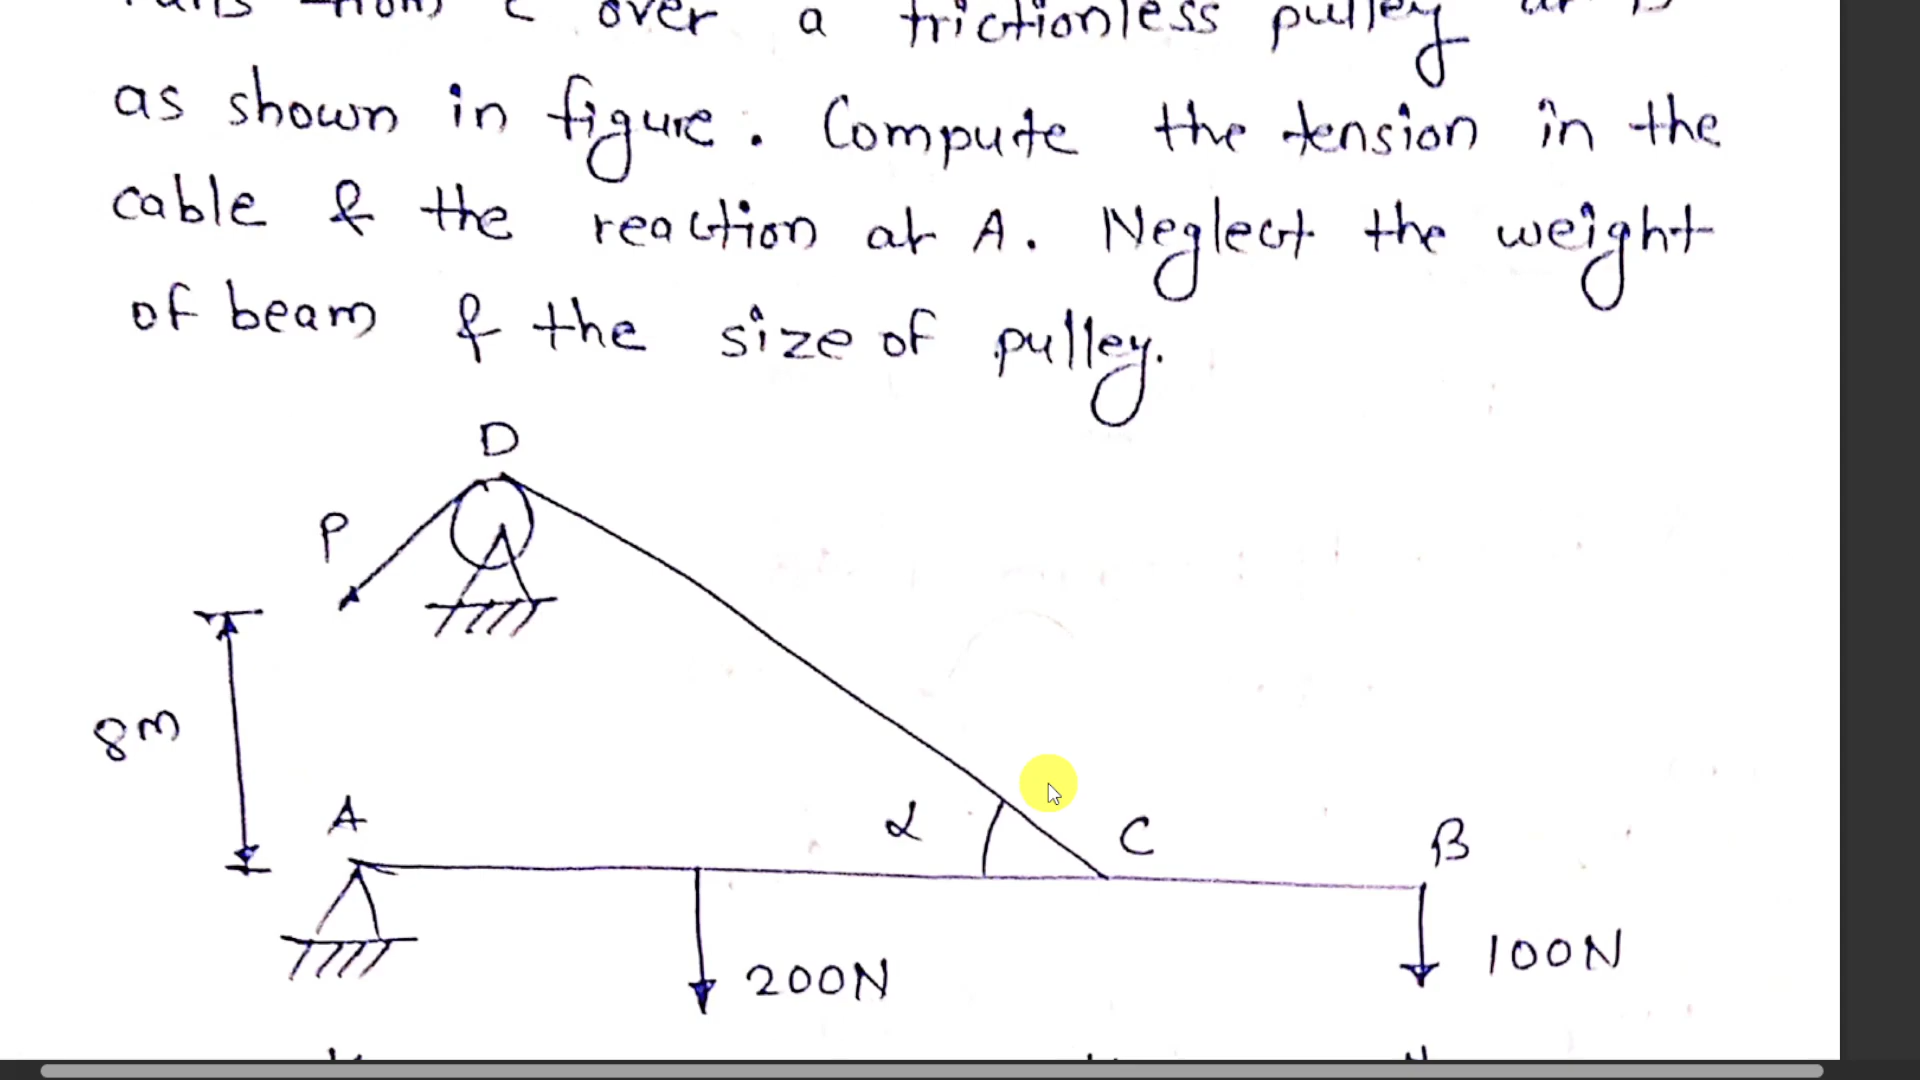 over a frictionless pulley
as shown in figure. Compute the tension in the
cable & the reaction at A. Neglect the weight
of beam & the size of pulley.
D
P
8m
A
α
C
B
200N
100N